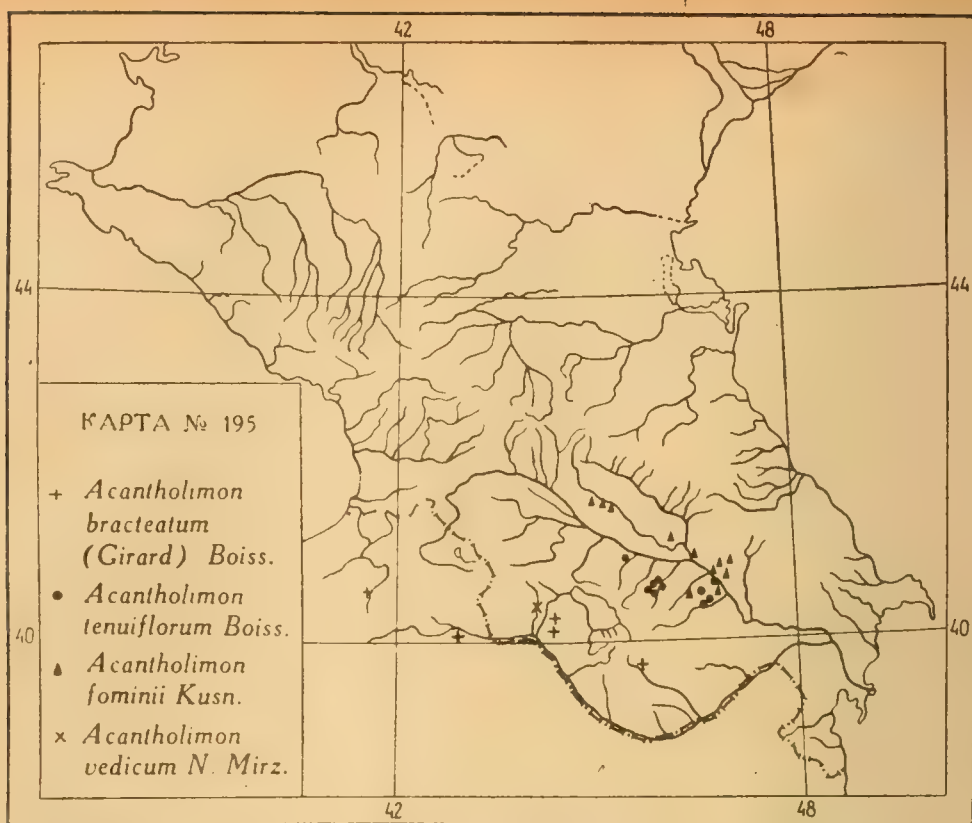 42 48
44 44
КАРТА № 195
+ Acantholimon
bracteatum
(Girard) Boiss.
• Acantholimon
tenuiflorum Boiss.
40 40
▲ Acantholimon
fominii Kusn.
× Acantholimon
vedicum N. Mirz.
42 48